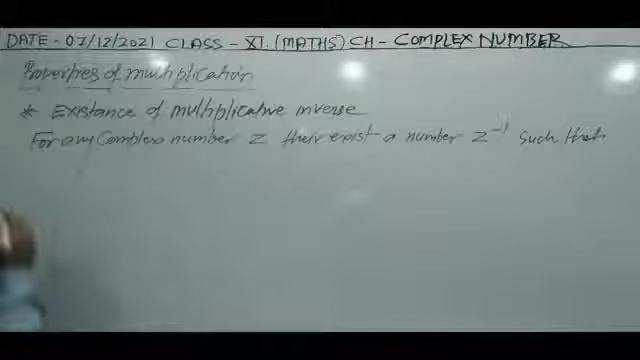 DATE - 07/12/2021 CLASS - XI. (MATHS) CH - COMPLEX NUMBER
Properties of multiplication
* Existance of multiplicative inverse
For any Complex number Z their exist a number Z⁻¹ such that